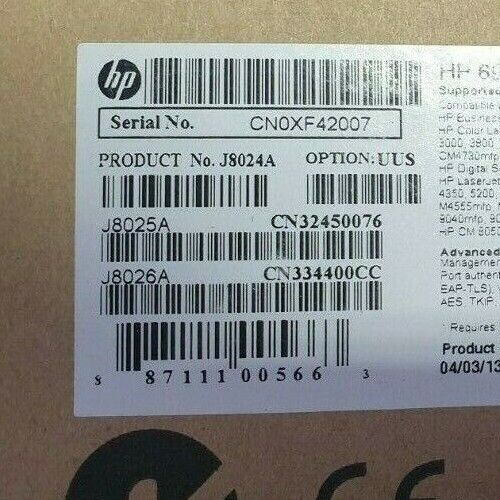 hp
Serial No. CN0XF42007
PRODUCT No. J8024A OPTION: UUS
J8025A CN32450076
J8026A CN334400CC
8 87111 00566 3
HP 69
Supported
Compatible
HP Business
HP Color La
3000, 3800
CM4730mfp
HP Digital S
HP LaserJet
4350, 5200
M4555mfp, M
9040mfp, 90
HP CM 8050
Advanced
Management
Port authent
EAP-TLS),
AES, TKIP
Requires
Product
04/03/13